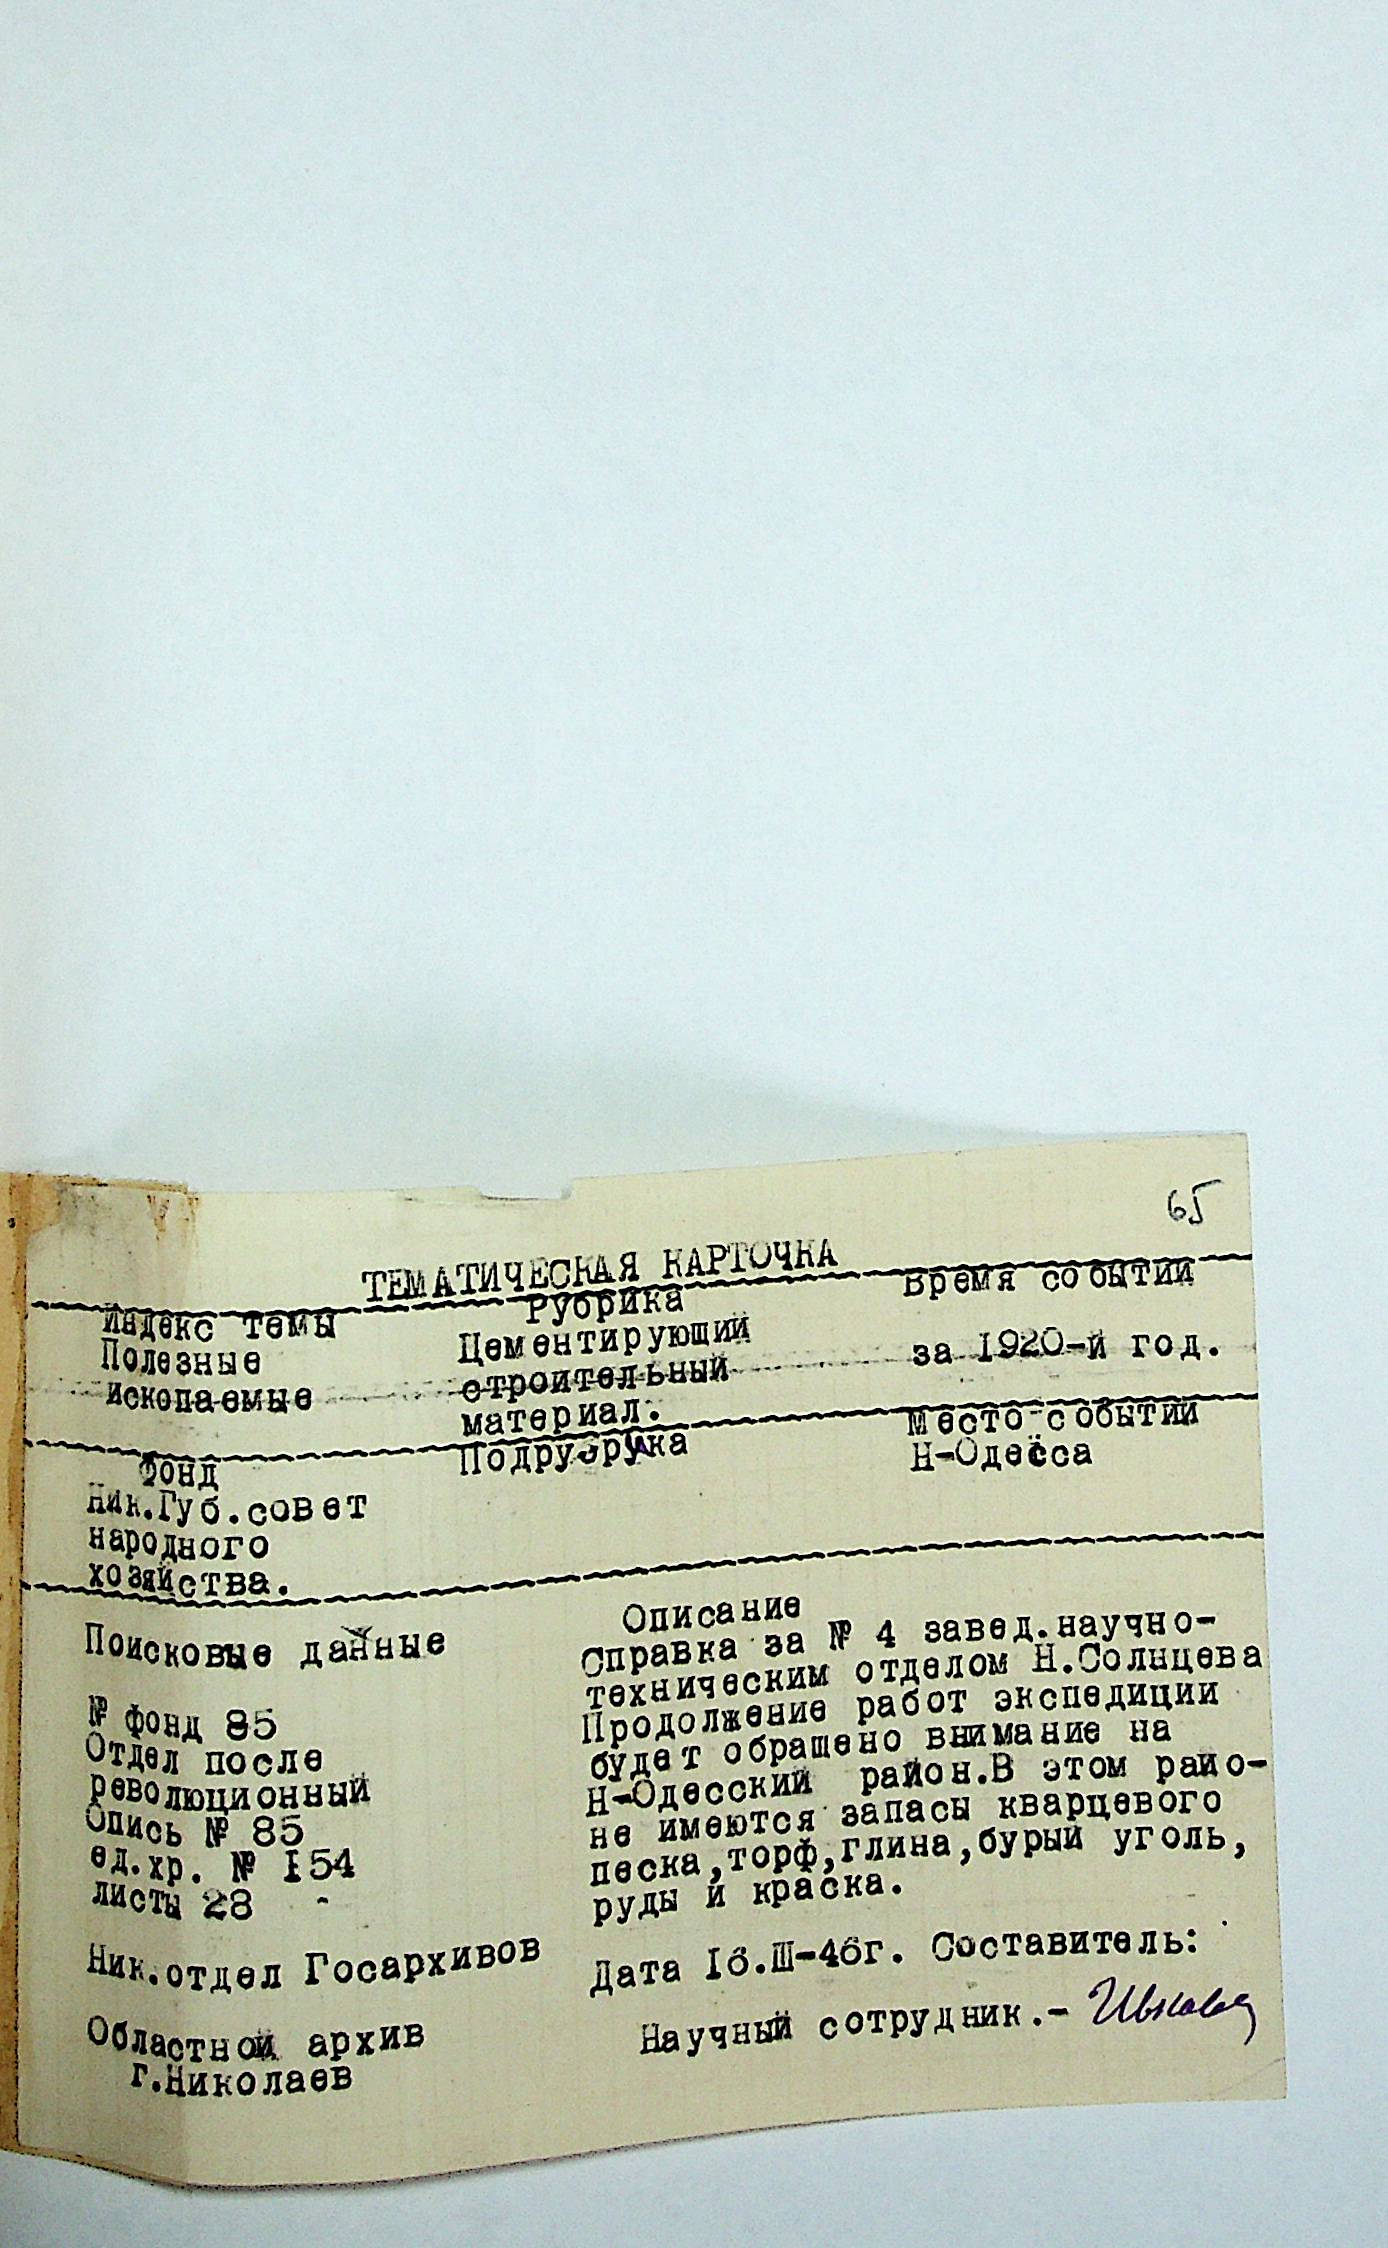 65
ТЕМАТИЧЕСКАЯ КАРТОЧКА
Индекс темы
Полезные
ископаемые
Рубрика
Цементирующий
строительный
материал.
Время событий
за 1920-й год.
Фонд
Ник.Губ.совет
народного
хозяйства.
Подрубрика
Место событий
Н-Одесса
Поисковые данные
№ фонд 85
Отдел после
революционный
Опись № 85
ед.хр. № I54
листы 28
Ник.отдел Госархивов
Областной архив
г.Николаев
Описание
Справка за № 4 завед.научно-
техническим отделом Н.Солнцева
Продолжение работ экспедиции
будет обращено внимание на
Н-Одесский район.В этом райо-
не имеются запасы кварцевого
песка,торф,глина,бурый уголь,
руды и краска.
Дата I6.Ш-46г. Составитель:
Научный сотрудник.-